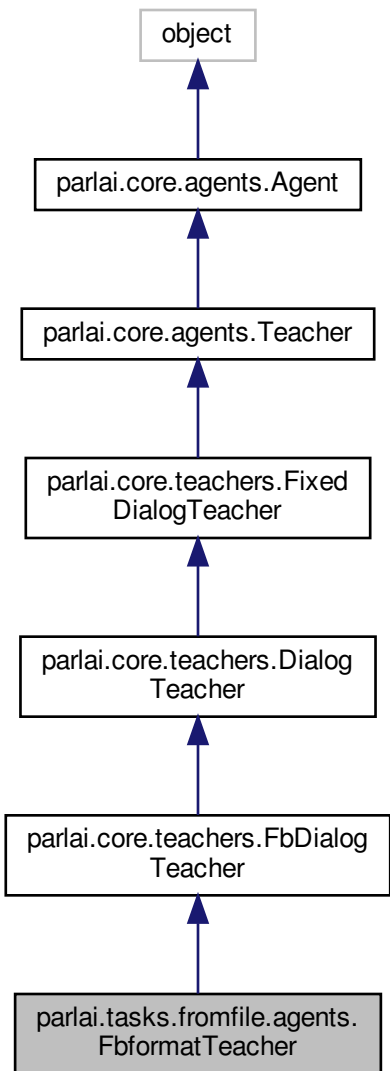 object
parlai.core.agents.Agent
parlai.core.agents.Teacher
parlai.core.teachers.Fixed
DialogTeacher
parlai.core.teachers.Dialog
Teacher
parlai.core.teachers.FbDialog
Teacher
parlai.tasks.fromfile.agents.
FbformatTeacher